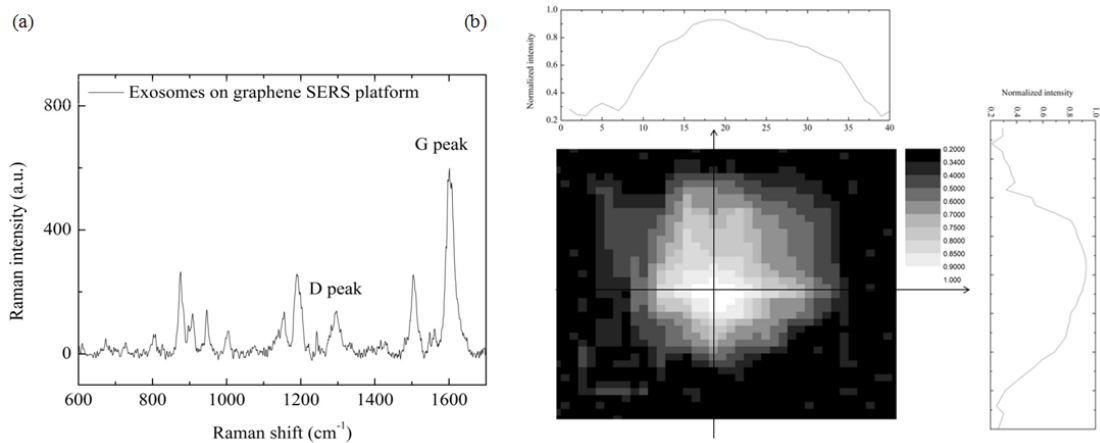 (a)
(b)
Exosomes on graphene SERS platform
G peak
D peak
Raman intensity (a.u.)
800
400
0
600 800 1000 1200 1400 1600
Raman shift (cm⁻¹)
Normalized intensity
1.0
0.8
0.6
0.4
0.2
0 5 10 15 20 25 30 35 40
0.2000
0.3400
0.4000
0.5000
0.6000
0.7000
0.7500
0.8500
0.9000
1.000
Normalized intensity
0.2 0.4 0.6 0.8 1.0